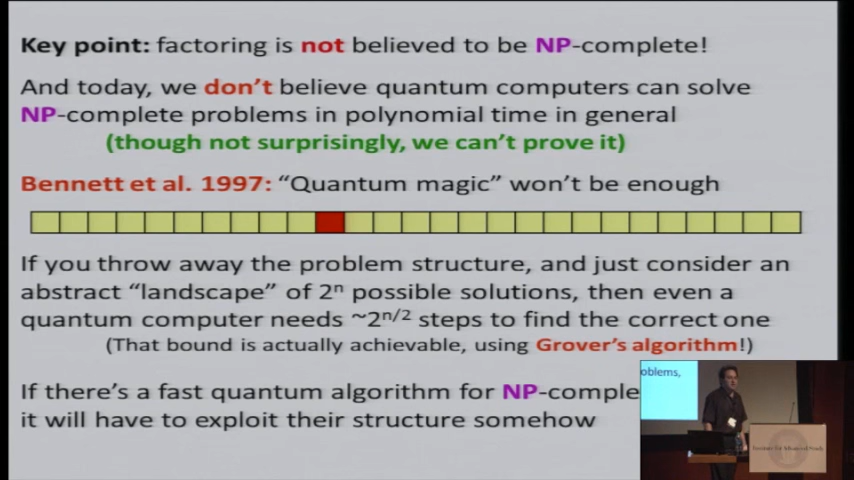 Key point: factoring is not believed to be NP-complete!
And today, we don't believe quantum computers can solve
NP-complete problems in polynomial time in general
(though not surprisingly, we can't prove it)
Bennett et al. 1997: "Quantum magic" won't be enough
If you throw away the problem structure, and just consider an
abstract "landscape" of 2ⁿ possible solutions, then even a
quantum computer needs ~2ⁿ/² steps to find the correct one
(That bound is actually achievable, using Grover's algorithm!)
If there's a fast quantum algorithm for NP-comple
it will have to exploit their structure somehow
oblems,
Institute for Advanced Study